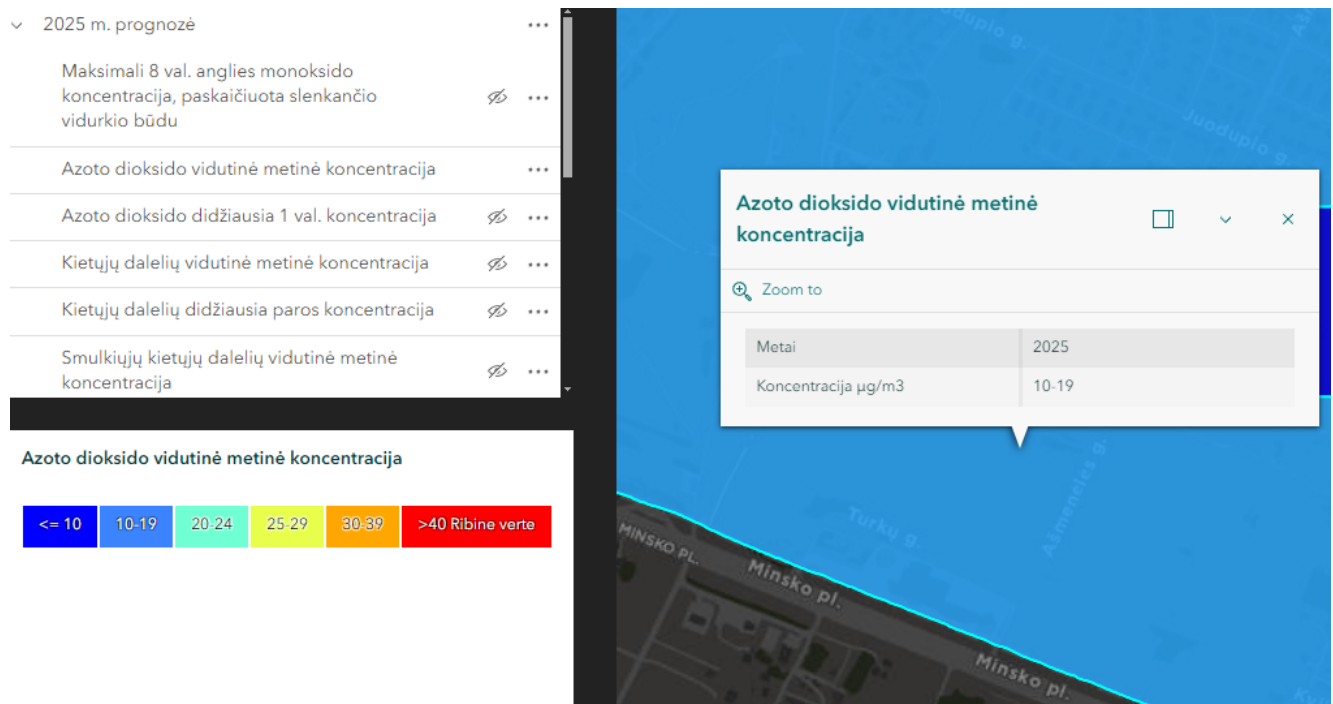 2025 m. prognozė
Maksimali 8 val. anglies monoksido
koncentracija, paskaičiuota slenkančio
vidurkio būdu
Azoto dioksido vidutinė metinė koncentracija
Azoto dioksido didžiausia 1 val. koncentracija
Kietųjų dalelių vidutinė metinė koncentracija
Kietųjų dalelių didžiausia paros koncentracija
Smulkiųjų kietųjų dalelių vidutinė metinė
koncentracija
Azoto dioksido vidutinė metinė koncentracija
<= 10
10-19
20-24
25-29
30-39
>40 Ribine verte
Juodupio g.
Juodupio g.
Azoto dioksido vidutinė metinė
koncentracija
Zoom to
Metai 2025
Koncentracija µg/m3 10-19
Ašmenėlės g.
Turkų g.
MINSKO PL.
Minsko pl.
Minsko pl.